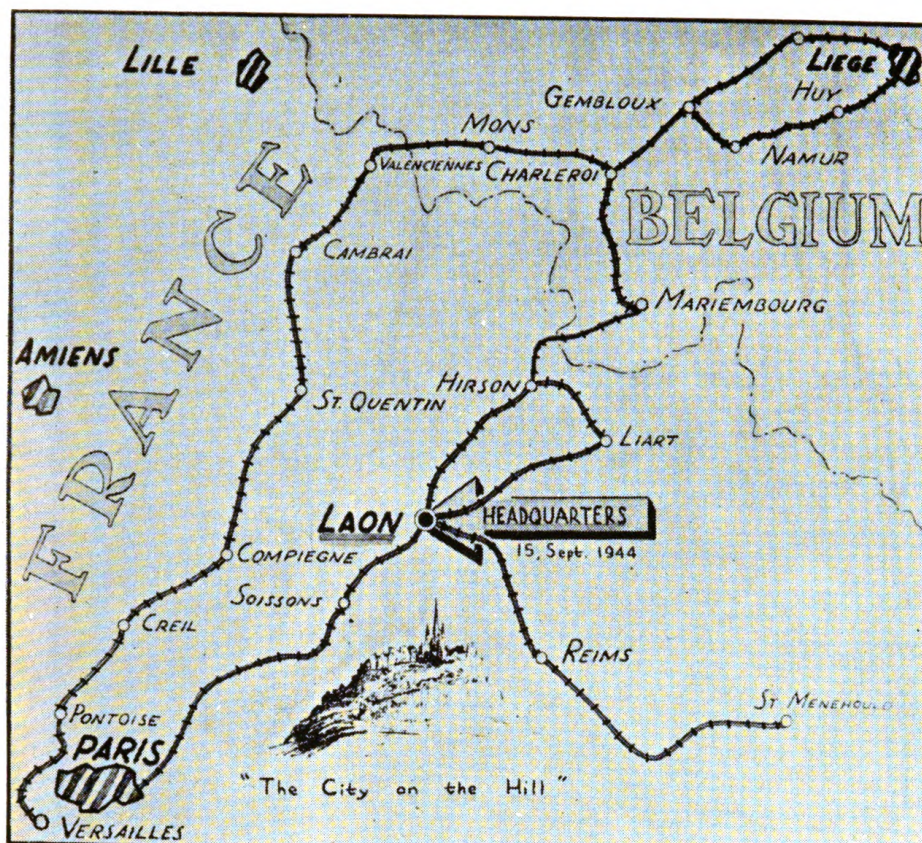 LILLE
LIEGE
HUY
GEMBLOUX
MONS
NAMUR
VALENCIENNES
CHARLEROI
BELGIUM
FRANCE
CAMBRAI
MARIEMBOURG
AMIENS
HIRSON
ST. QUENTIN
LIART
LAON
HEADQUARTERS
15, Sept. 1944
COMPIEGNE
SOISSONS
CREIL
REIMS
ST MENEHOULD
PONTOISE
PARIS
"The City on the Hill"
VERSAILLES